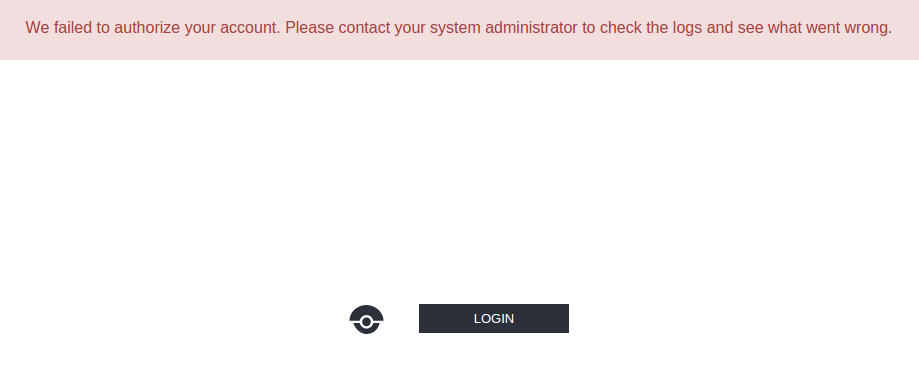 We failed to authorize your account. Please contact your system administrator to check the logs and see what went wrong.
LOGIN